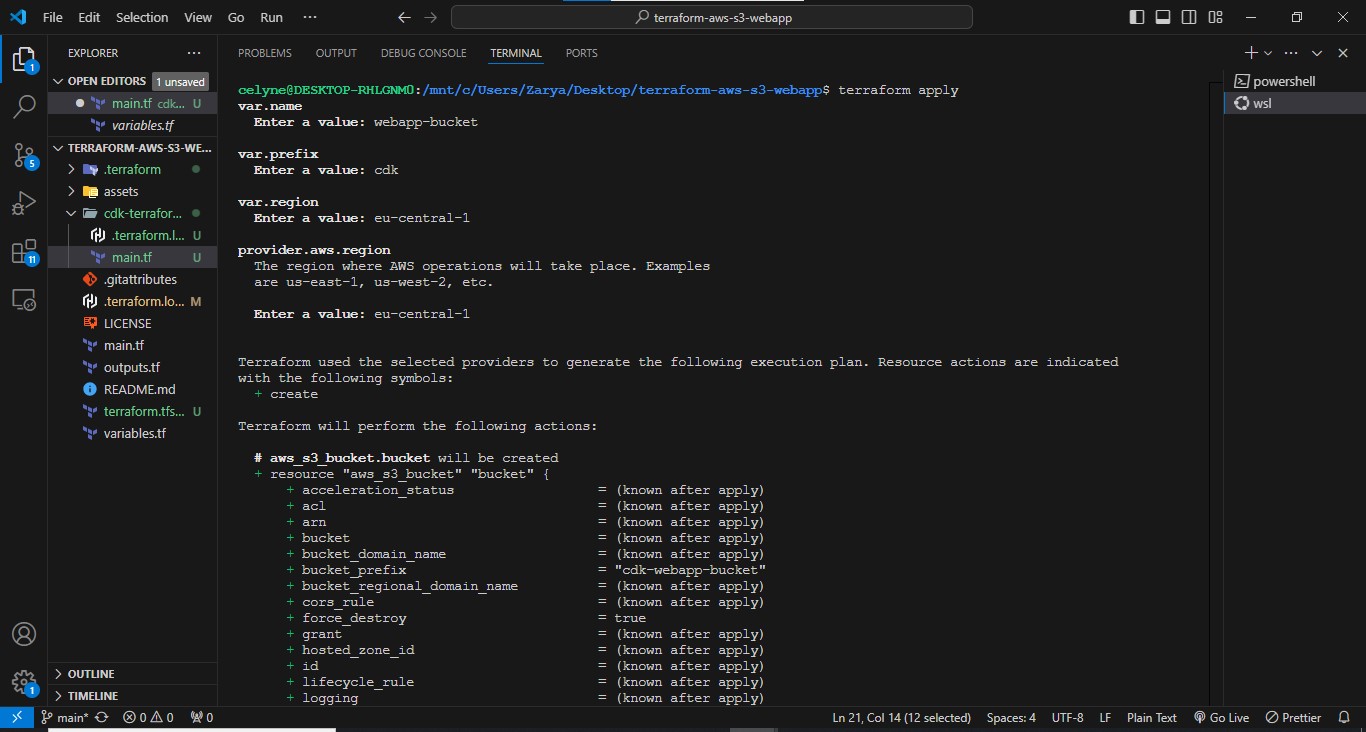 File Edit Selection View Go Run ···
terraform-aws-s3-webapp
EXPLORER ···
OPEN EDITORS 1 unsaved
main.tf cdk... U
variables.tf
TERRAFORM-AWS-S3-WE...
.terraform
assets
cdk-terrafor...
.terraform.l... U
main.tf U
.gitattributes
.terraform.lo... M
LICENSE
main.tf
outputs.tf
README.md
terraform.tfs... U
variables.tf
OUTLINE
TIMELINE
1
5
11
1
PROBLEMS OUTPUT DEBUG CONSOLE TERMINAL PORTS
powershell
wsl
celyne@DESKTOP-RHLGNM0:/mnt/c/Users/Zarya/Desktop/terraform-aws-s3-webapp$ terraform apply
var.name
Enter a value: webapp-bucket
var.prefix
Enter a value: cdk
var.region
Enter a value: eu-central-1
provider.aws.region
The region where AWS operations will take place. Examples
are us-east-1, us-west-2, etc.
Enter a value: eu-central-1
Terraform used the selected providers to generate the following execution plan. Resource actions are indicated
with the following symbols:
+ create
Terraform will perform the following actions:
# aws_s3_bucket.bucket will be created
+ resource "aws_s3_bucket" "bucket" {
+ acceleration_status = (known after apply)
+ acl = (known after apply)
+ arn = (known after apply)
+ bucket = (known after apply)
+ bucket_domain_name = (known after apply)
+ bucket_prefix = "cdk-webapp-bucket"
+ bucket_regional_domain_name = (known after apply)
+ cors_rule = (known after apply)
+ force_destroy = true
+ grant = (known after apply)
+ hosted_zone_id = (known after apply)
+ id = (known after apply)
+ lifecycle_rule = (known after apply)
+ logging = (known after apply)
main* 0 0 0 Ln 21, Col 14 (12 selected) Spaces: 4 UTF-8 LF Plain Text Go Live Prettier